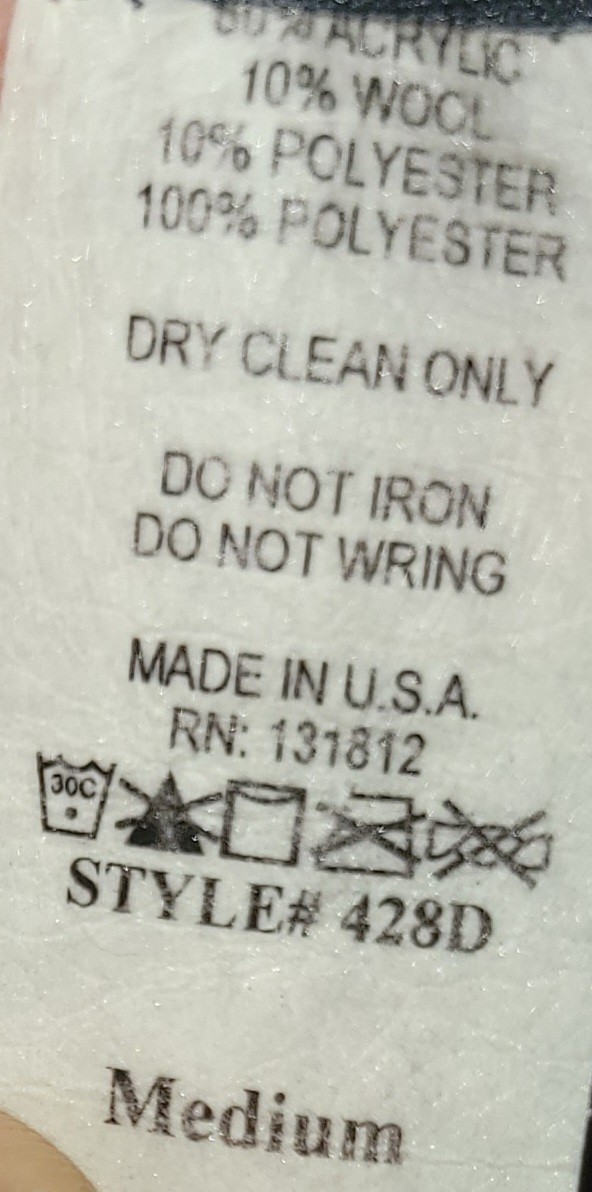 80% ACRYLIC
10% WOOL
10% POLYESTER
100% POLYESTER
DRY CLEAN ONLY
DO NOT IRON
DO NOT WRING
MADE IN U.S.A.
RN: 131812
30C
STYLE# 428D
Medium